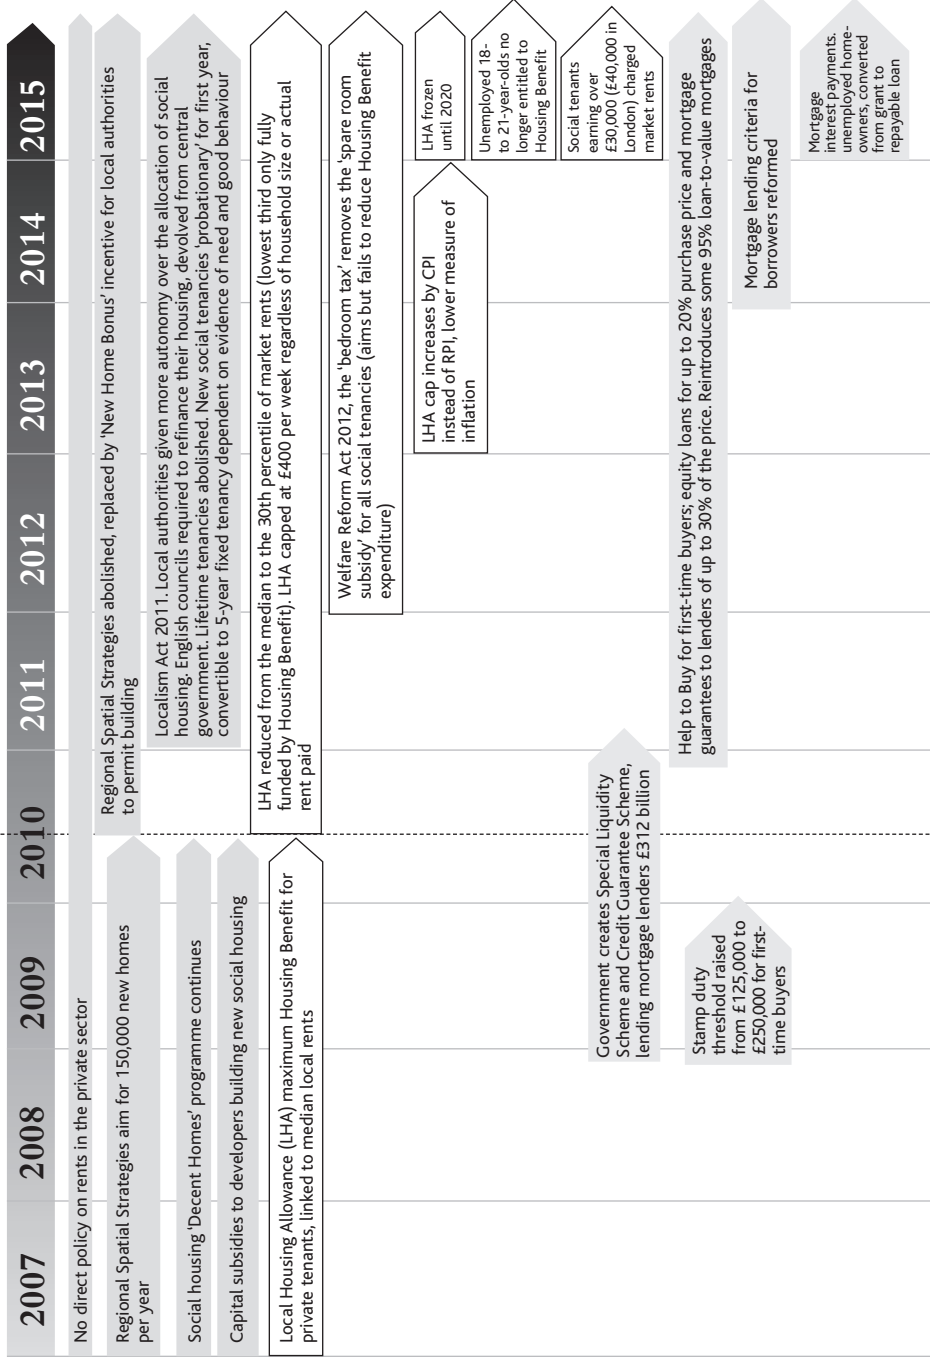 2007
2008
2009
2010
2011
2012
2013
2014
2015
No direct policy on rents in the private sector
Regional Spatial Strategies aim for 150,000 new homes
per year
Regional Spatial Strategies abolished, replaced by ‘New Home Bonus’ incentive for local authorities
to permit building
Social housing ‘Decent Homes’ programme continues
Localism Act 2011. Local authorities given more autonomy over the allocation of social
housing. English councils required to refinance their housing, devolved from central
government. Lifetime tenancies abolished. New social tenancies ‘probationary’ for first year,
convertible to 5-year fixed tenancy dependent on evidence of need and good behaviour
Capital subsidies to developers building new social housing
Local Housing Allowance (LHA) maximum Housing Benefit for
private tenants, linked to median local rents
LHA reduced from the median to the 30th percentile of market rents (lowest third only fully
funded by Housing Benefit). LHA capped at £400 per week regardless of household size or actual
rent paid
Welfare Reform Act 2012, the ‘bedroom tax’ removes the ‘spare room
subsidy’ for all social tenancies (aims but fails to reduce Housing Benefit
expenditure)
LHA cap increases by CPI
instead of RPI, lower measure of
inflation
LHA frozen
until 2020
Unemployed 18-
to 21-year-olds no
longer entitled to
Housing Benefit
Social tenants
earning over
£30,000 (£40,000 in
London) charged
market rents
Government creates Special Liquidity
Scheme and Credit Guarantee Scheme,
lending mortgage lenders £312 billion
Stamp duty
threshold raised
from £125,000 to
£250,000 for first-
time buyers
Help to Buy for first-time buyers; equity loans for up to 20% purchase price and mortgage
guarantees to lenders of up to 30% of the price. Reintroduces some 95% loan-to-value mortgages
Mortgage lending criteria for
borrowers reformed
Mortgage
interest payments.
unemployed home-
owners, converted
from grant to
repayable loan